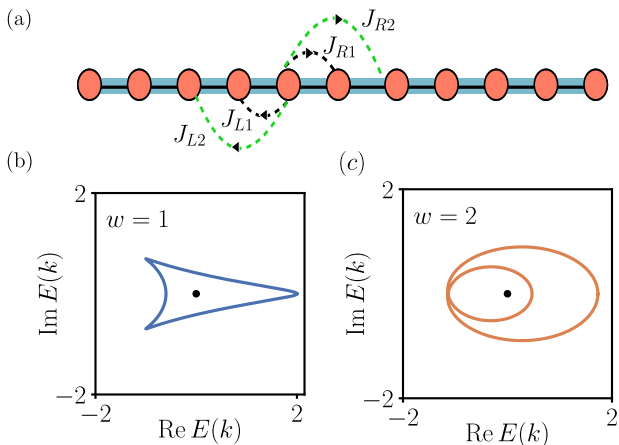 (a)
J_{R2}
J_{R1}
J_{L1}
J_{L2}
(b)
(c)
2
w = 1
Im E(k)
−2
−2
2
Re E(k)
2
w = 2
Im E(k)
−2
−2
2
Re E(k)